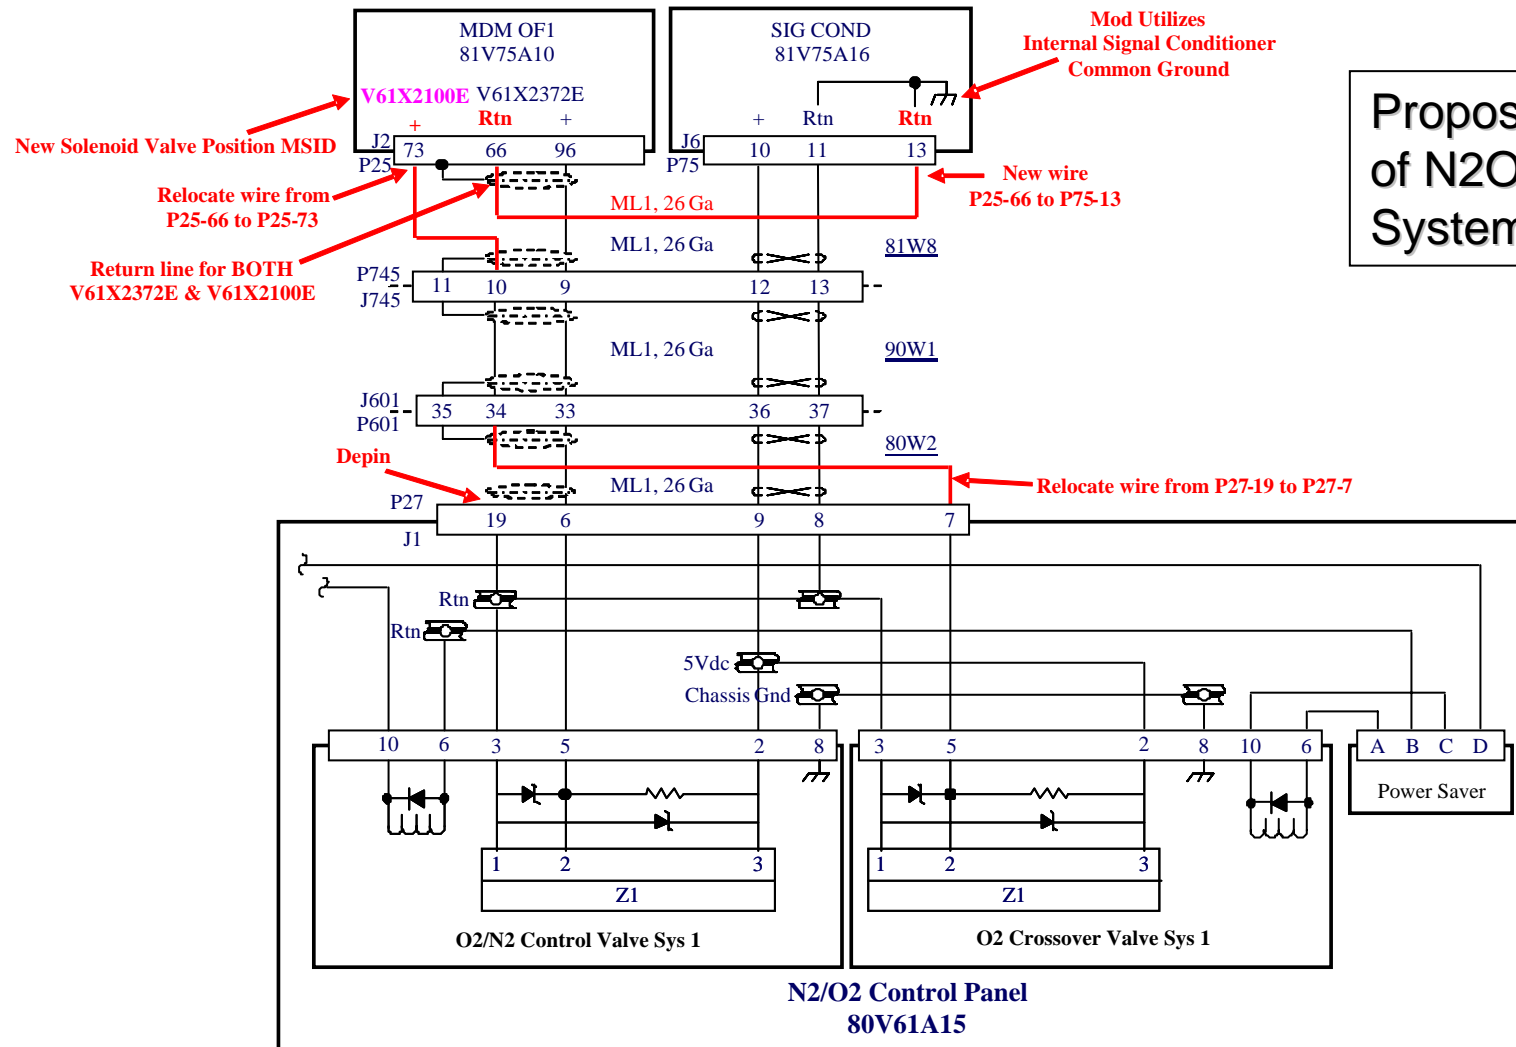 MDM OF1
81V75A10
SIG COND
81V75A16
Mod Utilizes
Internal Signal Conditioner
Common Ground
Propos
of N2O
System
V61X2100E V61X2372E
+ Rtn +
+ Rtn Rtn
New Solenoid Valve Position MSID
J2 73 66 96
P25
J6 10 11 13
P75
Relocate wire from
P25-66 to P25-73
New wire
P25-66 to P75-13
ML1, 26 Ga
ML1, 26 Ga
81W8
Return line for BOTH
V61X2372E & V61X2100E
P745
J745
11 10 9 12 13
ML1, 26 Ga
90W1
J601
P601
35 34 33 36 37
80W2
Depin
ML1, 26 Ga
Relocate wire from P27-19 to P27-7
P27
J1
19 6 9 8 7
Rtn
Rtn
5Vdc
Chassis Gnd
10 6 3 5 2 8
3 5 2 8 10 6
A B C D
Power Saver
1 2 3
Z1
1 2 3
Z1
O2/N2 Control Valve Sys 1
O2 Crossover Valve Sys 1
N2/O2 Control Panel
80V61A15